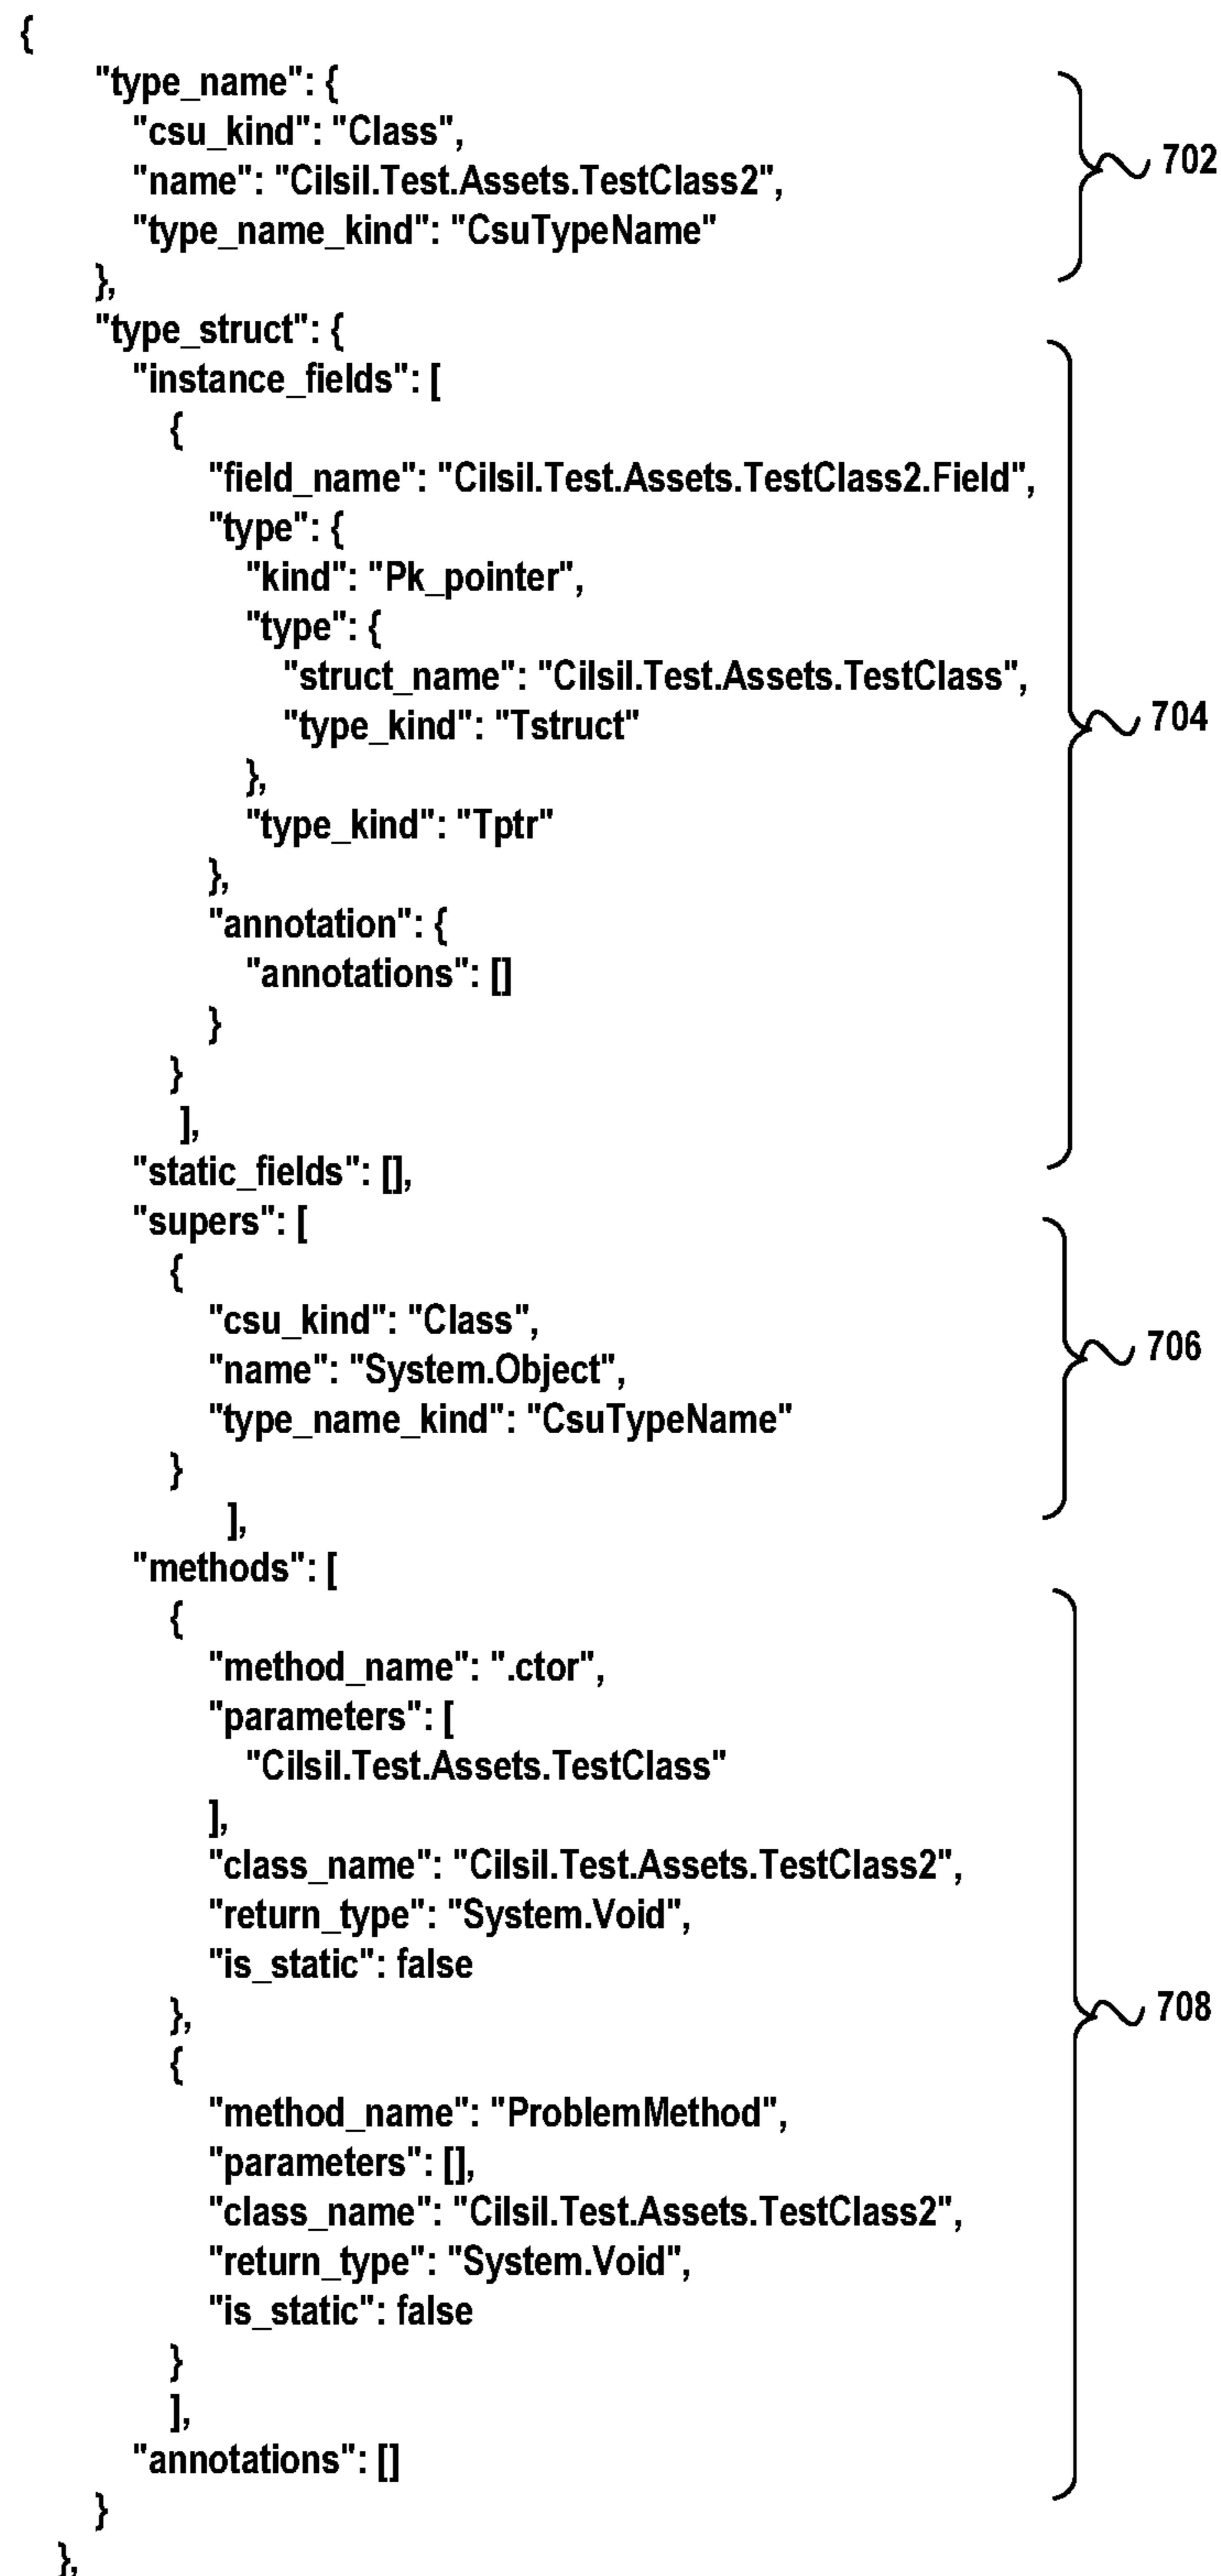 {
"type_name": {
"csu_kind": "Class",
"name": "Cilsil.Test.Assets.TestClass2",
"type_name_kind": "CsuTypeName"
},
702
"type_struct": {
"instance_fields": [
{
"field_name": "Cilsil.Test.Assets.TestClass2.Field",
"type": {
"kind": "Pk_pointer",
"type": {
"struct_name": "Cilsil.Test.Assets.TestClass",
"type_kind": "Tstruct"
},
"type_kind": "Tptr"
},
"annotation": {
"annotations": []
}
}
],
704
"static_fields": [],
"supers": [
{
"csu_kind": "Class",
"name": "System.Object",
"type_name_kind": "CsuTypeName"
}
],
706
"methods": [
{
"method_name": ".ctor",
"parameters": [
"Cilsil.Test.Assets.TestClass"
],
"class_name": "Cilsil.Test.Assets.TestClass2",
"return_type": "System.Void",
"is_static": false
},
{
"method_name": "ProblemMethod",
"parameters": [],
"class_name": "Cilsil.Test.Assets.TestClass2",
"return_type": "System.Void",
"is_static": false
}
],
"annotations": []
708
}
},